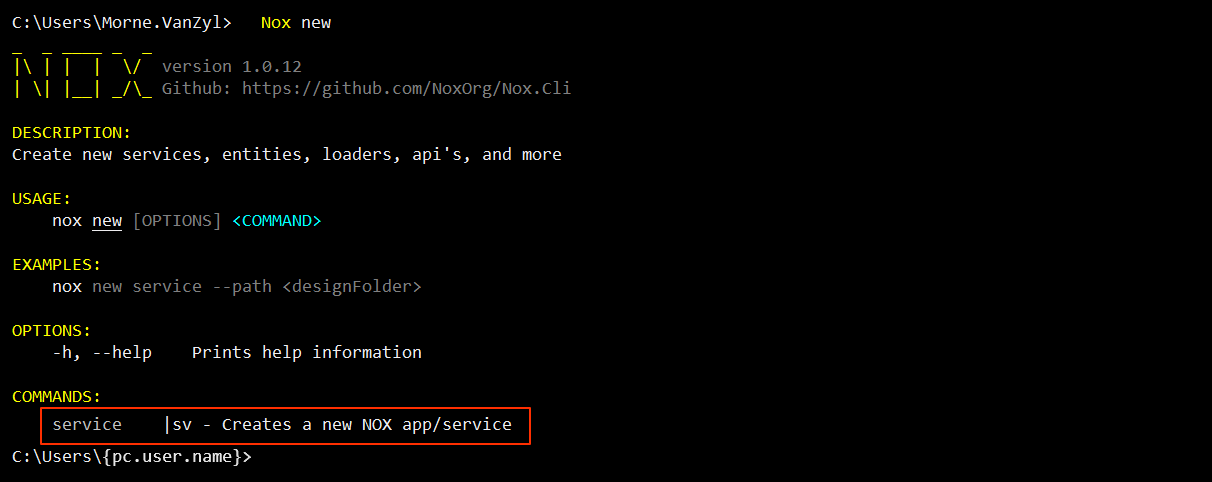 C:\Users\Morne.VanZyl>   Nox new
_  _ ____ _  _
|\ | |  |  \/  version 1.0.12
| \| |__| _/\_ Github: https://github.com/NoxOrg/Nox.Cli
DESCRIPTION:
Create new services, entities, loaders, api's, and more
USAGE:
    nox new [OPTIONS] <COMMAND>
EXAMPLES:
    nox new service --path <designFolder>
OPTIONS:
    -h, --help    Prints help information
COMMANDS:
    service    |sv - Creates a new NOX app/service
C:\Users\{pc.user.name}>